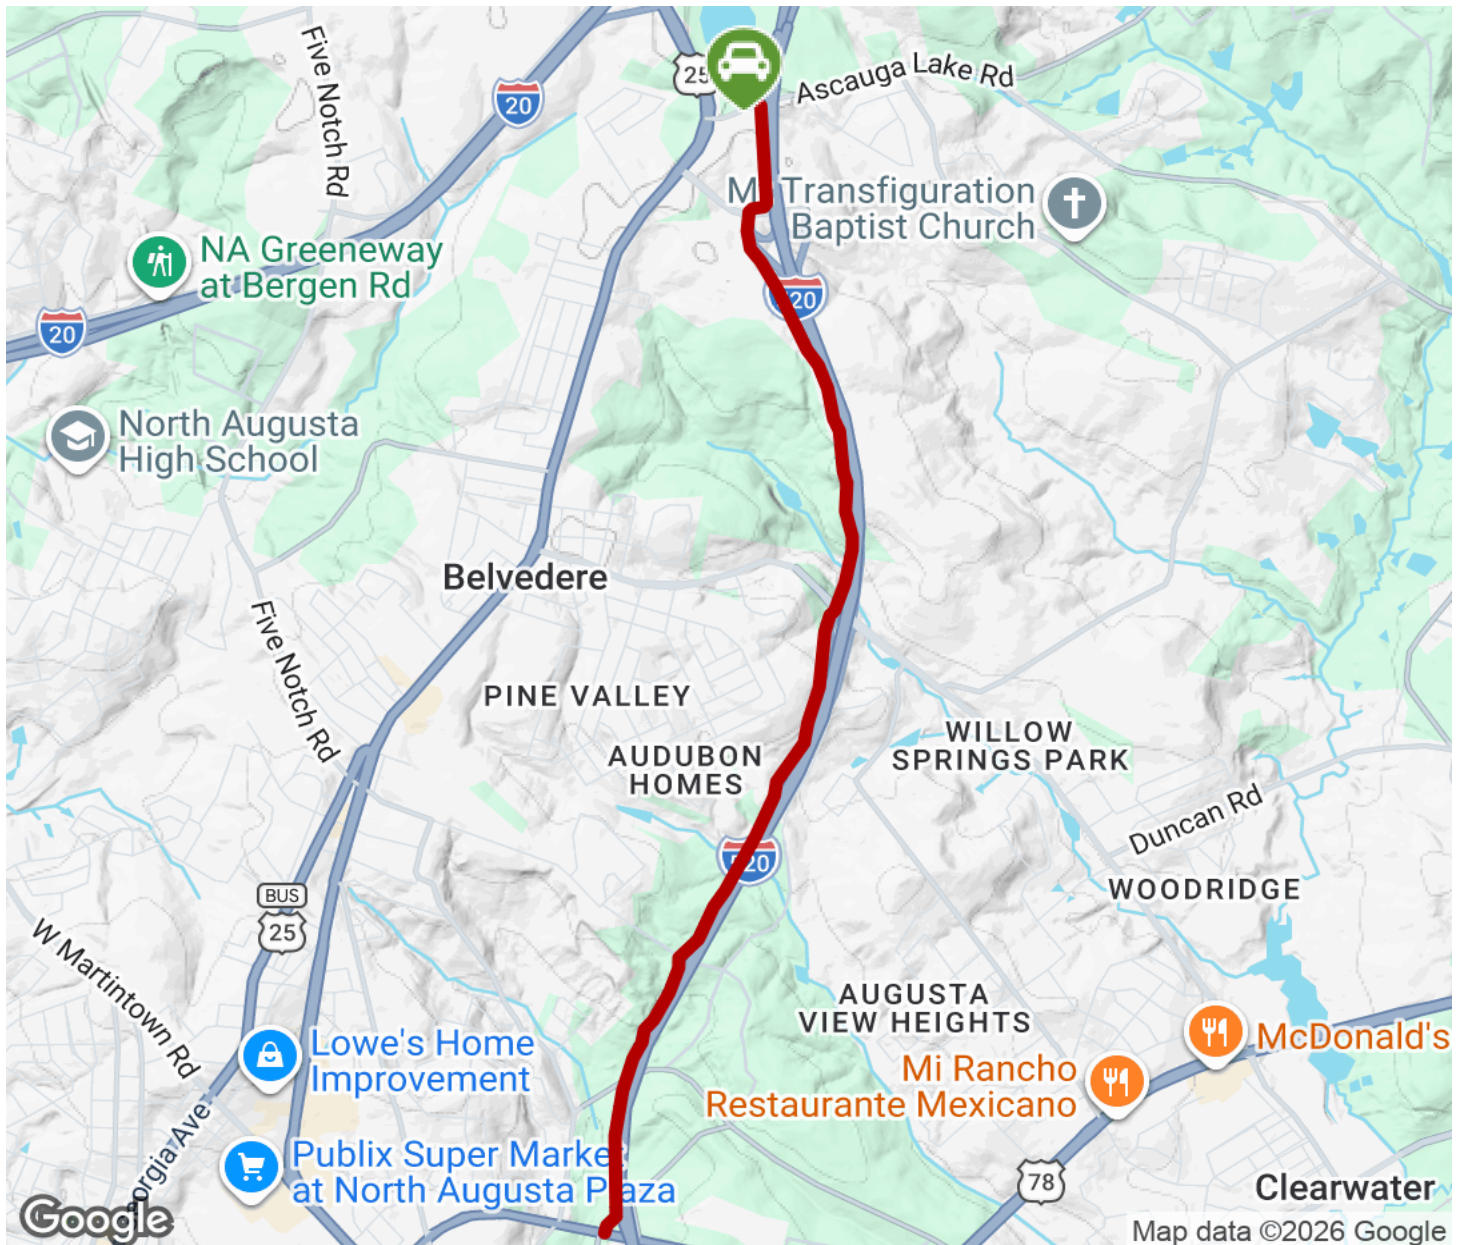 25
Ascauga Lake Rd
Five Notch Rd
20
Transfiguration
Baptist Church
NA Greeneway
at Bergen Rd
20
20
North Augusta
High School
Belvedere
Five Notch Rd
PINE VALLEY
AUDUBON
HOMES
WILLOW
SPRINGS PARK
Duncan Rd
20
WOODRIDGE
BUS
25
W Martintown Rd
AUGUSTA
VIEW HEIGHTS
Lowe's Home
Improvement
McDonald's
Mi Rancho
Restaurante Mexicano
Publix Super Marke
at North Augusta Plaza
orgia Ave
78
Clearwater
Google
Map data ©2026 Google